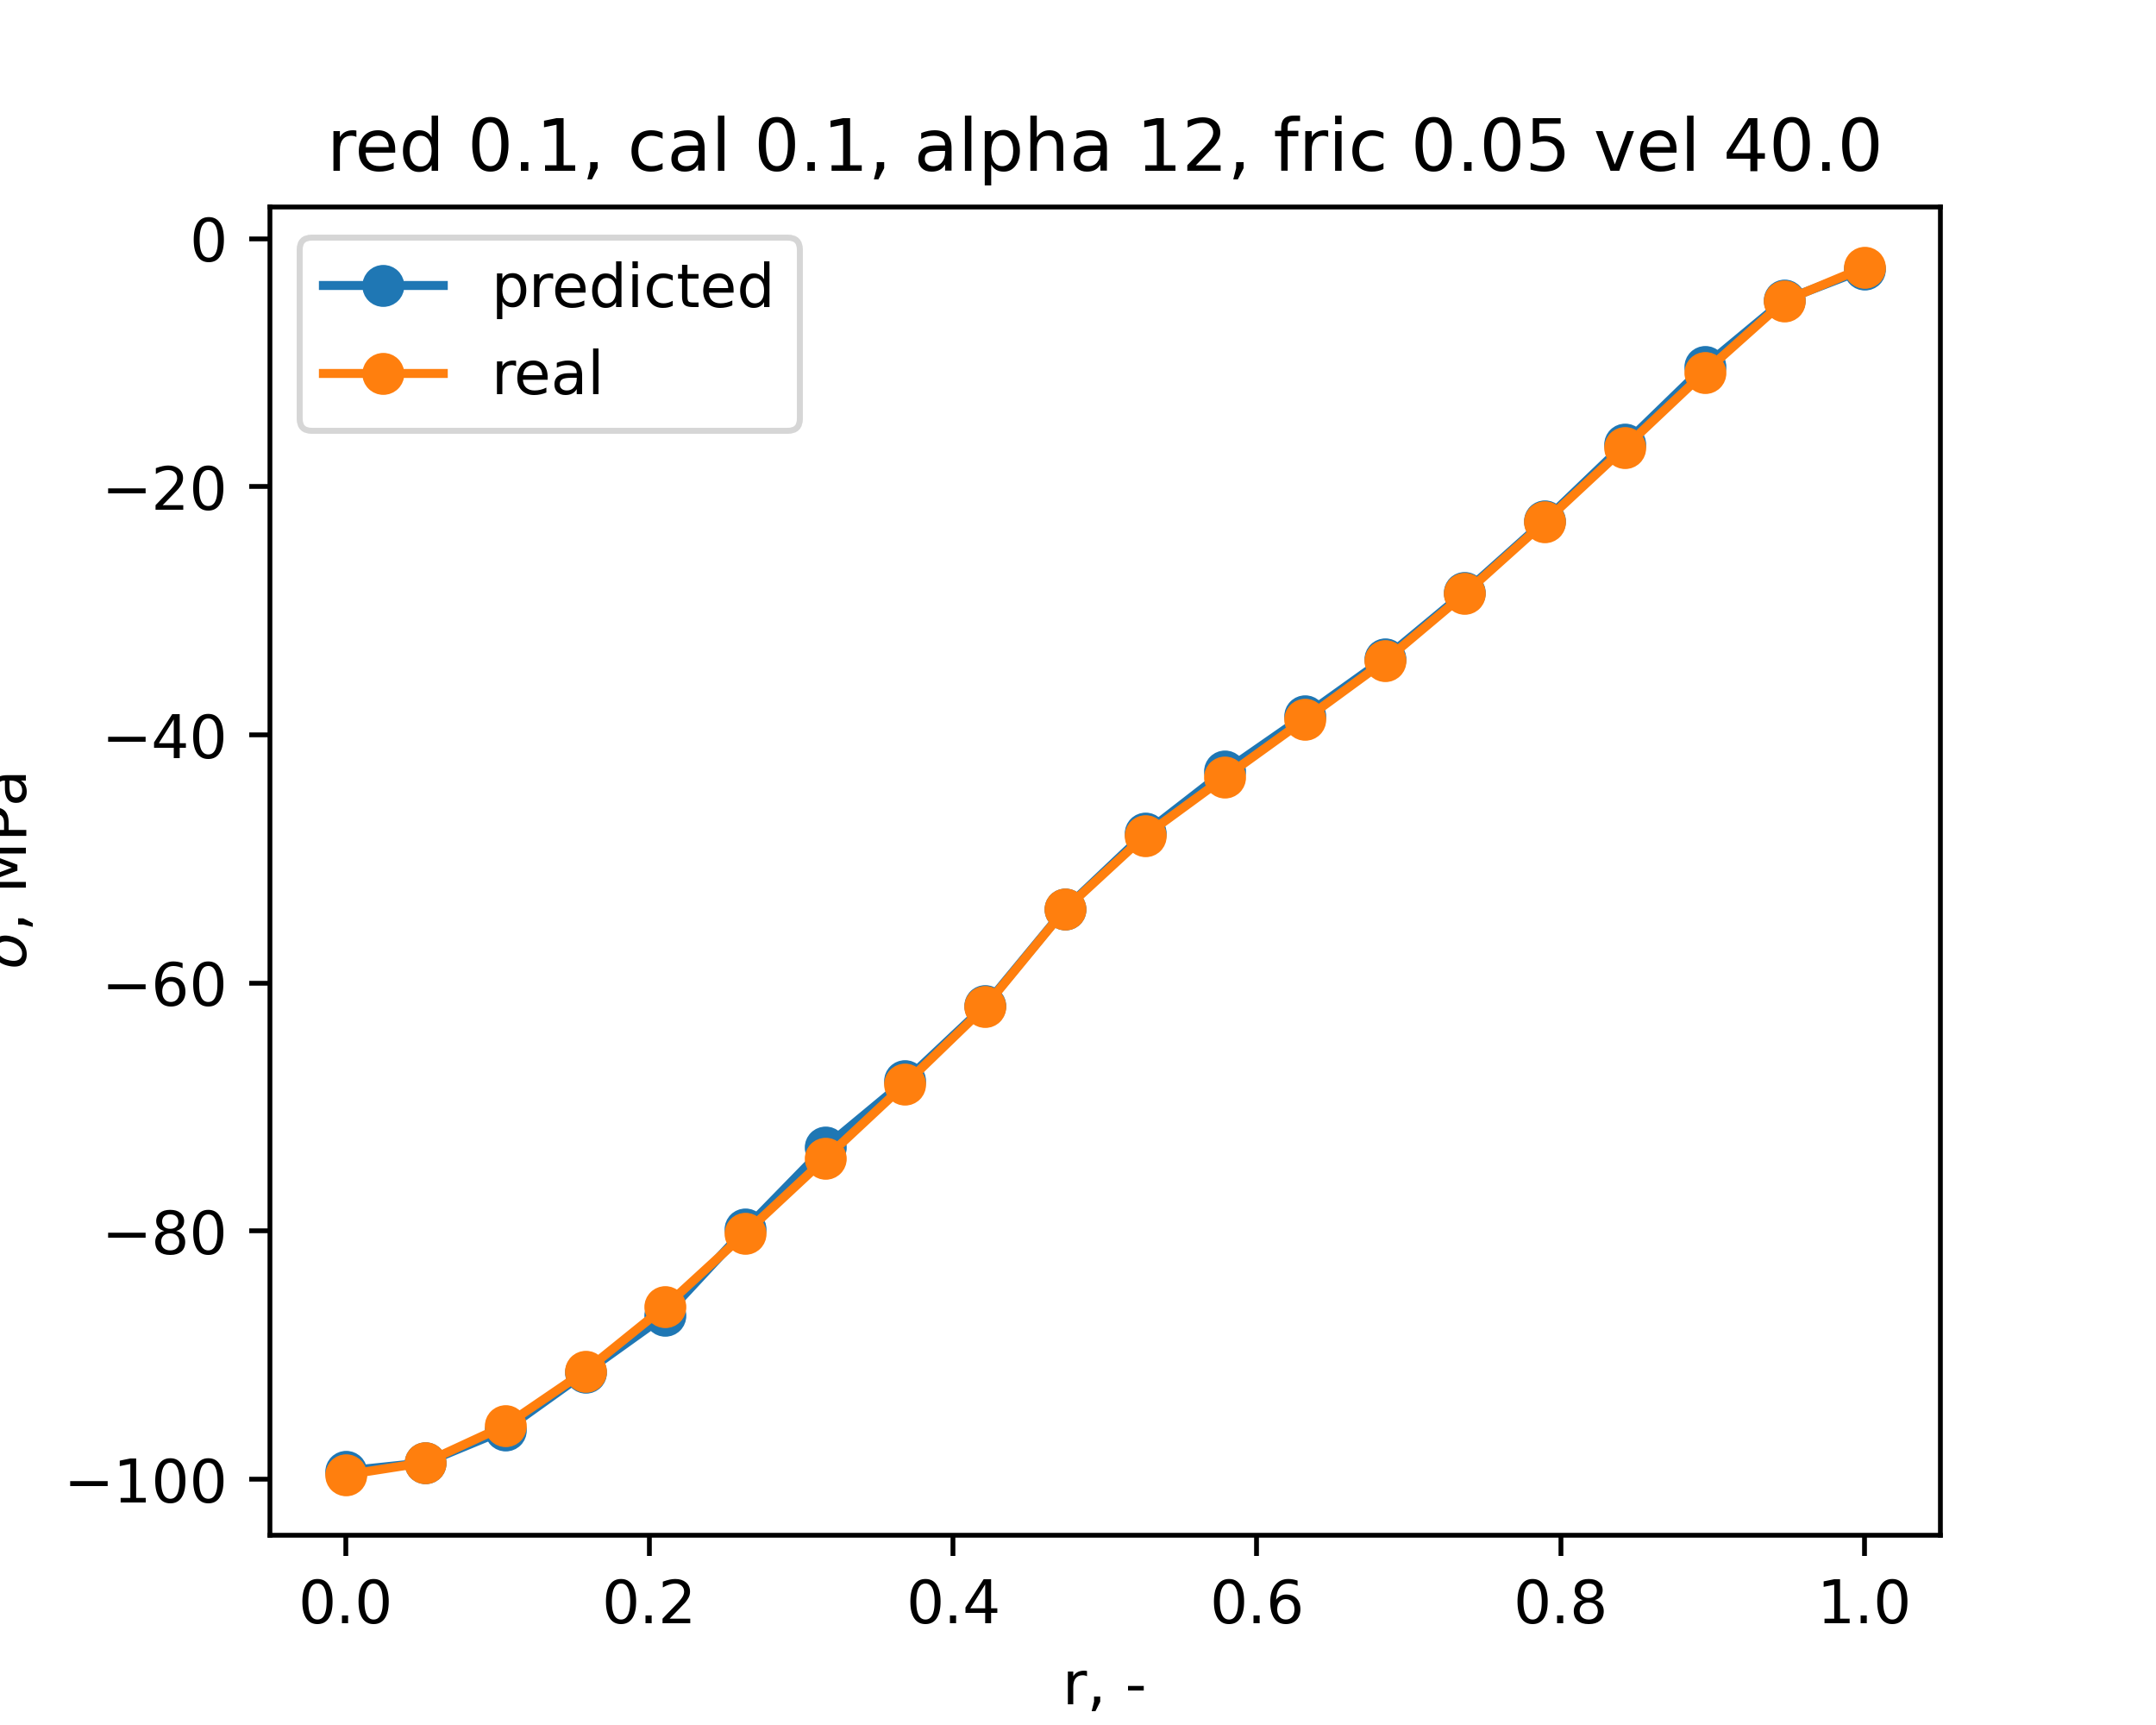 red 0.1, cal 0.1, alpha 12, fric 0.05 vel 40.0
predicted
real
0
−20
−40
−60
−80
−100
, MPa
0.0 0.2 0.4 0.6 0.8 1.0
r, -